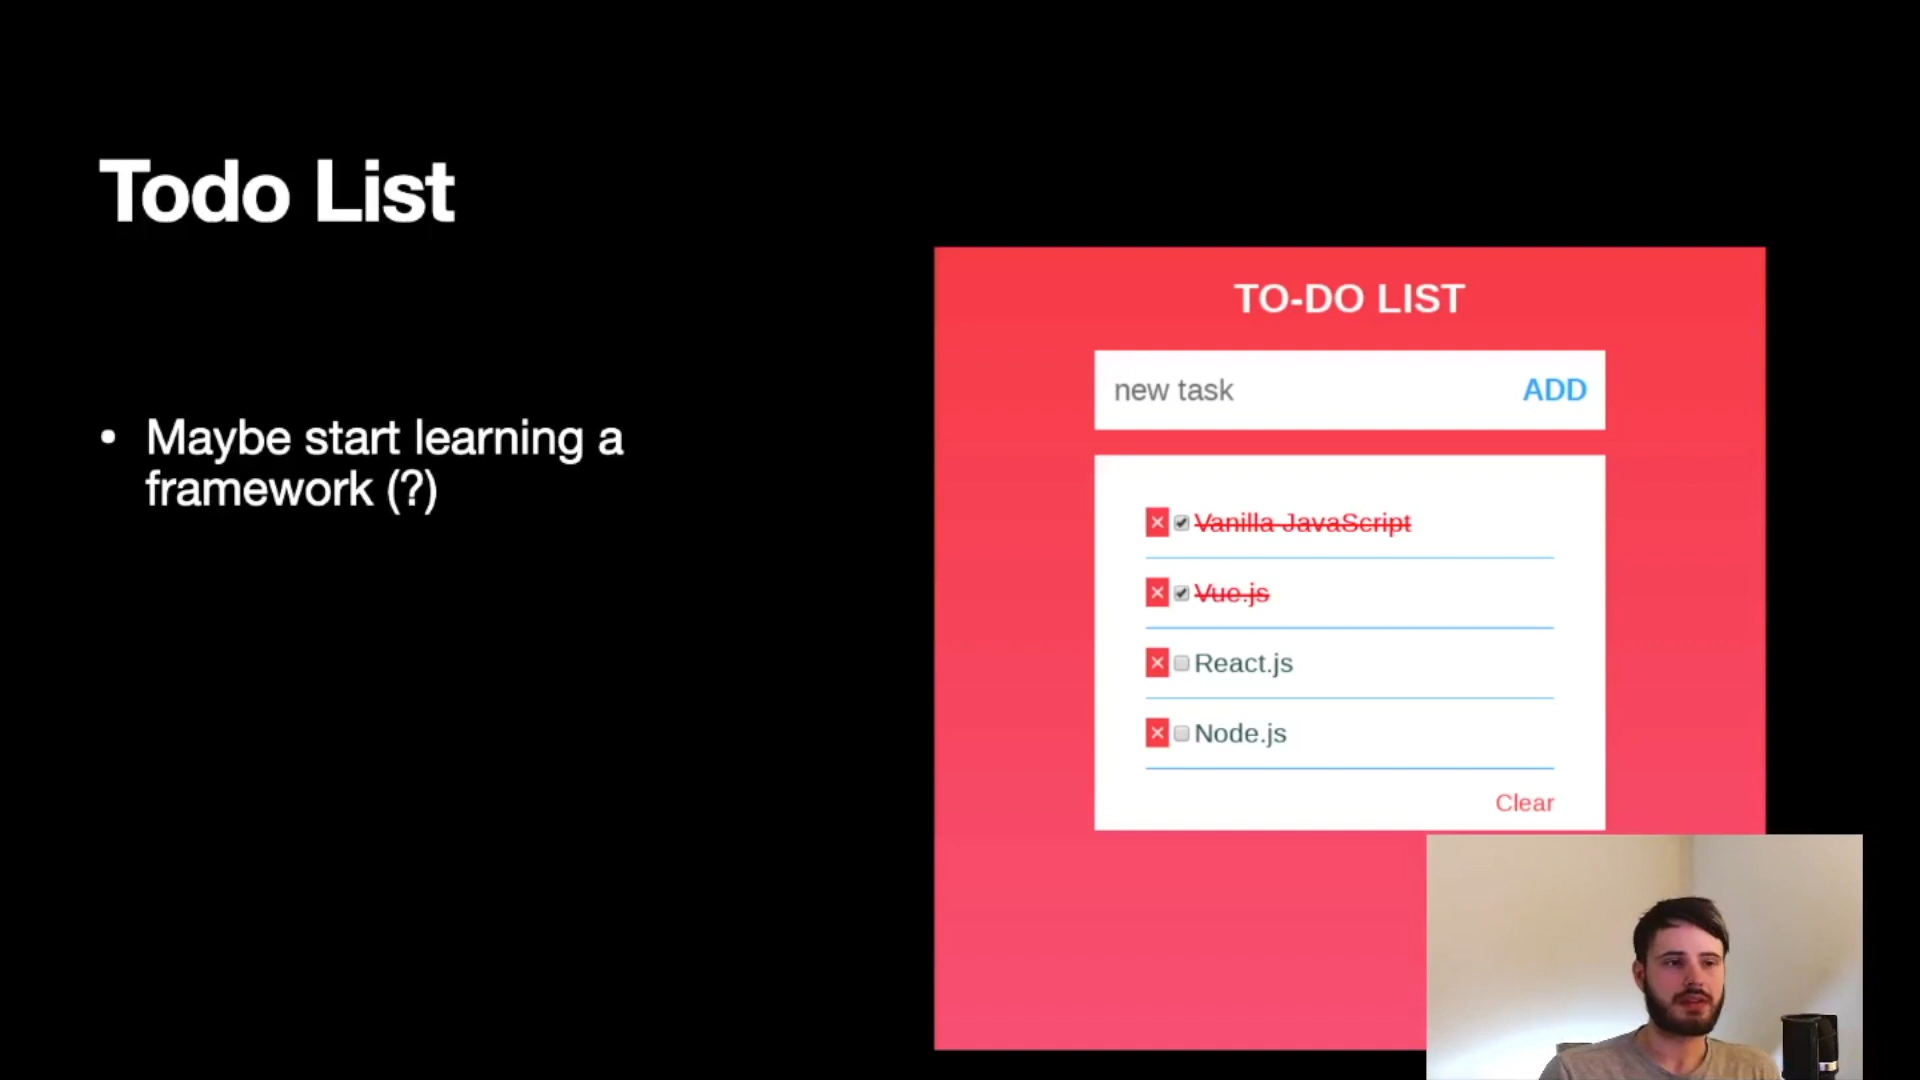 Todo List
• Maybe start learning a
framework (?)
TO-DO LIST
new task ADD
Vanilla JavaScript
Vue.js
React.js
Node.js
Clear